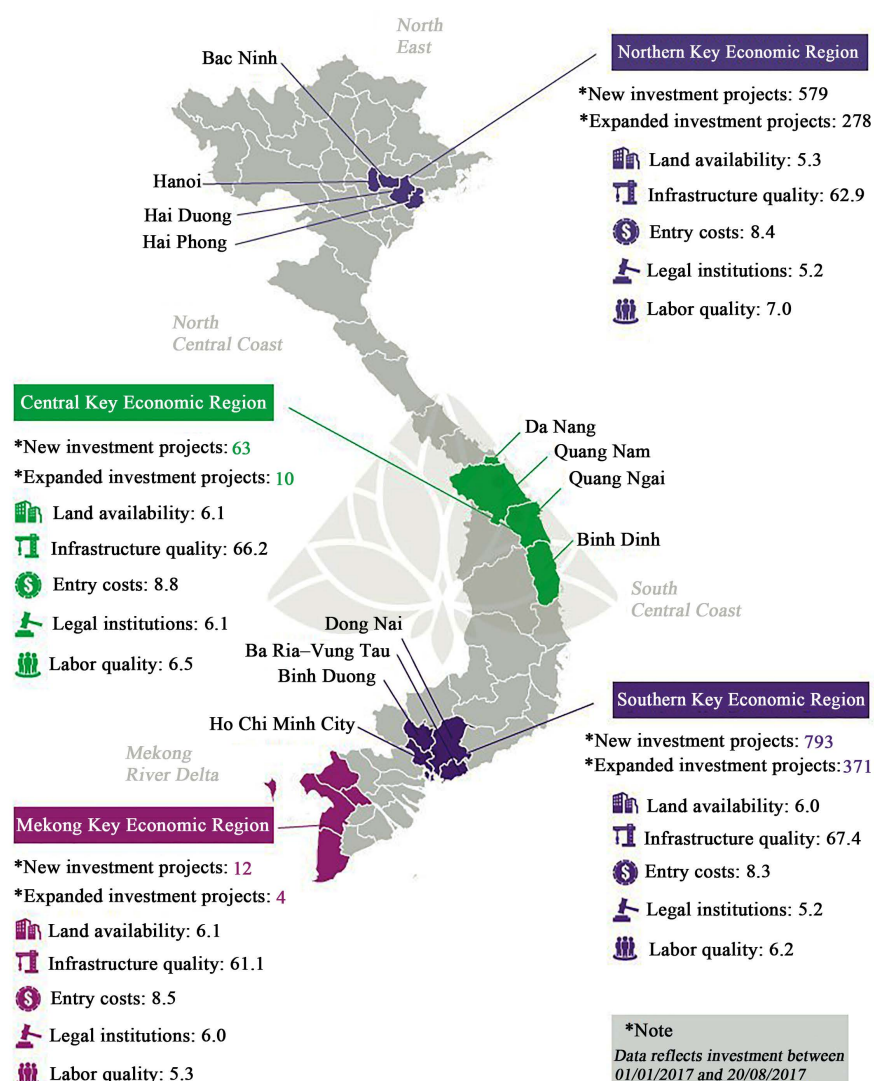 North
East
Bac Ninh
Hanoi
Hai Duong
Hai Phong
Northern Key Economic Region
*New investment projects: 579
*Expanded investment projects: 278
Land availability: 5.3
Infrastructure quality: 62.9
Entry costs: 8.4
Legal institutions: 5.2
Labor quality: 7.0
North
Central Coast
Central Key Economic Region
*New investment projects: 63
*Expanded investment projects: 10
Land availability: 6.1
Infrastructure quality: 66.2
Entry costs: 8.8
Legal institutions: 6.1
Labor quality: 6.5
Da Nang
Quang Nam
Quang Ngai
Binh Dinh
South
Central Coast
Dong Nai
Ba Ria–Vung Tau
Binh Duong
Ho Chi Minh City
Southern Key Economic Region
*New investment projects: 793
*Expanded investment projects:371
Land availability: 6.0
Infrastructure quality: 67.4
Entry costs: 8.3
Legal institutions: 5.2
Labor quality: 6.2
Mekong
River Delta
Mekong Key Economic Region
*New investment projects: 12
*Expanded investment projects: 4
Land availability: 6.1
Infrastructure quality: 61.1
Entry costs: 8.5
Legal institutions: 6.0
Labor quality: 5.3
*Note
Data reflects investment between
01/01/2017 and 20/08/2017